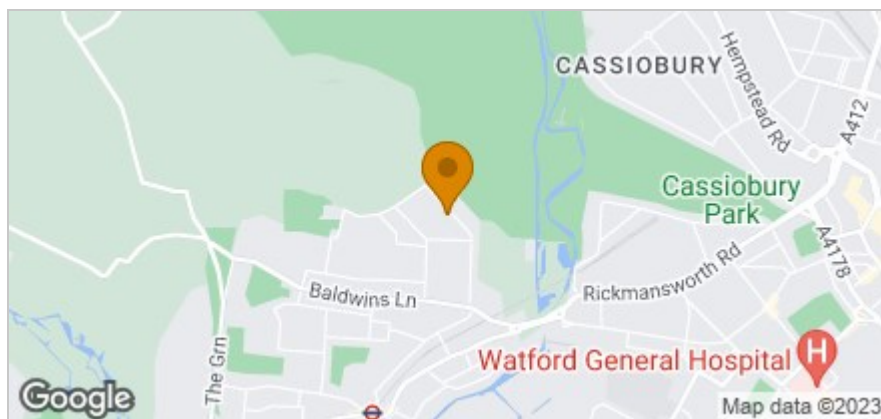 CASSIOBURY
Hempstead Rd
A412
Cassiobury
Park
A4178
Rickmansworth Rd
Baldwins Ln
The Grn
Watford General Hospital
H
Google
Map data ©2023